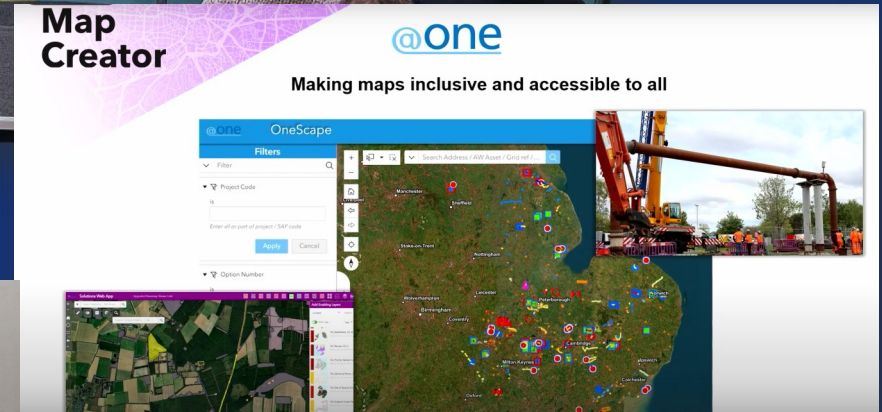 Map
Creator
@one
Making maps inclusive and accessible to all
@one OneScape
Filters
Filter
Search Address / AW Asset / Grid ref /...
Project Code
is
Enter all or part of project / SAP code
Apply Cancel
Option Number
is
Manchester
Sheffield
Stoke-on-Trent
Nottingham
Leicester
Wolverhampton
Peterborough
Norwich
Birmingham
Coventry
Cambridge
Milton Keynes
Ipswich
Colchester
Oxford
Solutions Web App